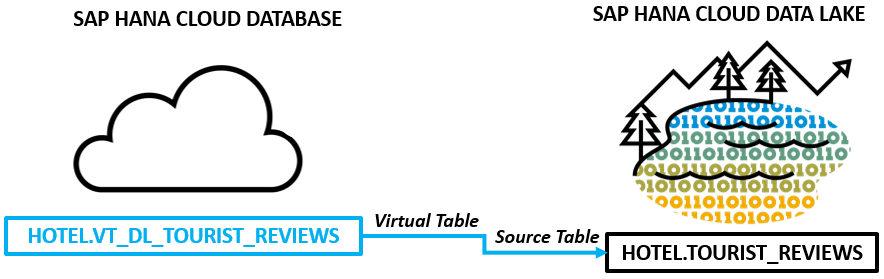 SAP HANA CLOUD DATABASE
SAP HANA CLOUD DATA LAKE
HOTEL.VT_DL_TOURIST_REVIEWS
Virtual Table
Source Table
HOTEL.TOURIST_REVIEWS